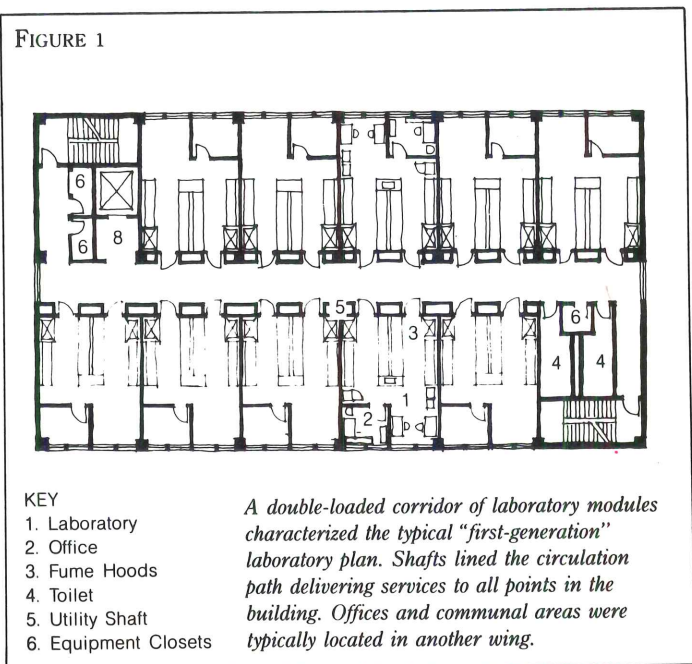 FIGURE 1
6
6
8
5
6
3
4
4
1
2
KEY
1. Laboratory
2. Office
3. Fume Hoods
4. Toilet
5. Utility Shaft
6. Equipment Closets
A double-loaded corridor of laboratory modules
characterized the typical “first-generation”
laboratory plan. Shafts lined the circulation
path delivering services to all points in the
building. Offices and communal areas were
typically located in another wing.